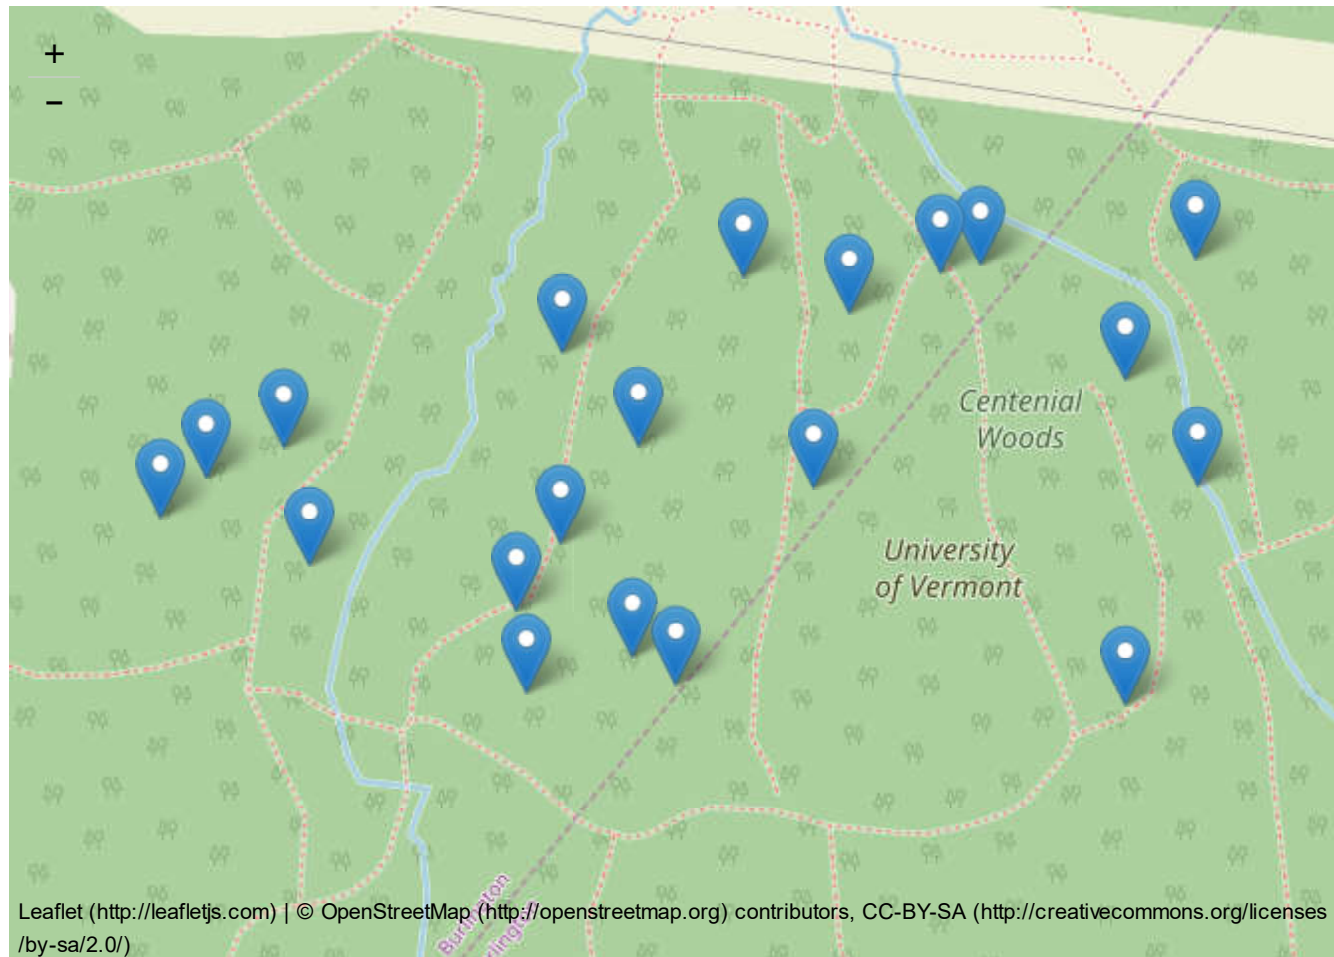 +
−
Centenial
Woods
University
of Vermont
Burlington
Leaflet (http://leafletjs.com) | © OpenStreetMap (http://openstreetmap.org) contributors, CC-BY-SA (http://creativecommons.org/licenses
/by-sa/2.0/)